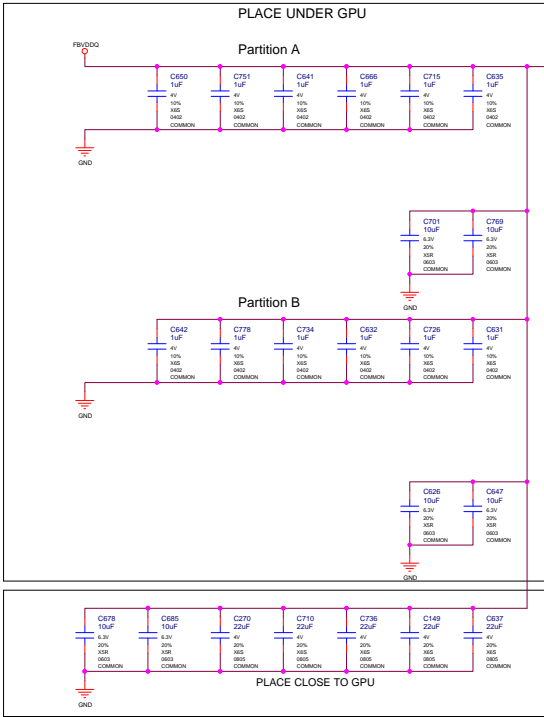 PLACE UNDER GPU
FBVDDQ
Partition A
C650 C751 C641 C666 C715 C635
1uF 1uF 1uF 1uF 1uF 1uF
4V 4V 4V 4V 4V 4V
10% 10% 10% 10% 10% 10%
X6S X6S X6S X6S X6S X6S
0402 0402 0402 0402 0402 0402
COMMON COMMON COMMON COMMON COMMON COMMON
GND
C701 C769
10uF 10uF
6.3V 6.3V
20% 20%
X5R X5R
0603 0603
COMMON COMMON
GND
Partition B
C642 C778 C734 C632 C726 C631
1uF 1uF 1uF 1uF 1uF 1uF
4V 4V 4V 4V 4V 4V
10% 10% 10% 10% 10% 10%
X6S X6S X6S X6S X6S X6S
0402 0402 0402 0402 0402 0402
COMMON COMMON COMMON COMMON COMMON COMMON
GND
C626 C647
10uF 10uF
6.3V 6.3V
20% 20%
X5R X5R
0603 0603
COMMON COMMON
GND
C678 C685 C270 C710 C736 C149 C637
10uF 10uF 22uF 22uF 22uF 22uF 22uF
6.3V 6.3V 4V 4V 4V 4V 4V
20% 20% 20% 20% 20% 20% 20%
X5R X5R X6S X6S X6S X6S X6S
0603 0603 0805 0805 0805 0805 0805
COMMON COMMON COMMON COMMON COMMON COMMON COMMON
PLACE CLOSE TO GPU
GND